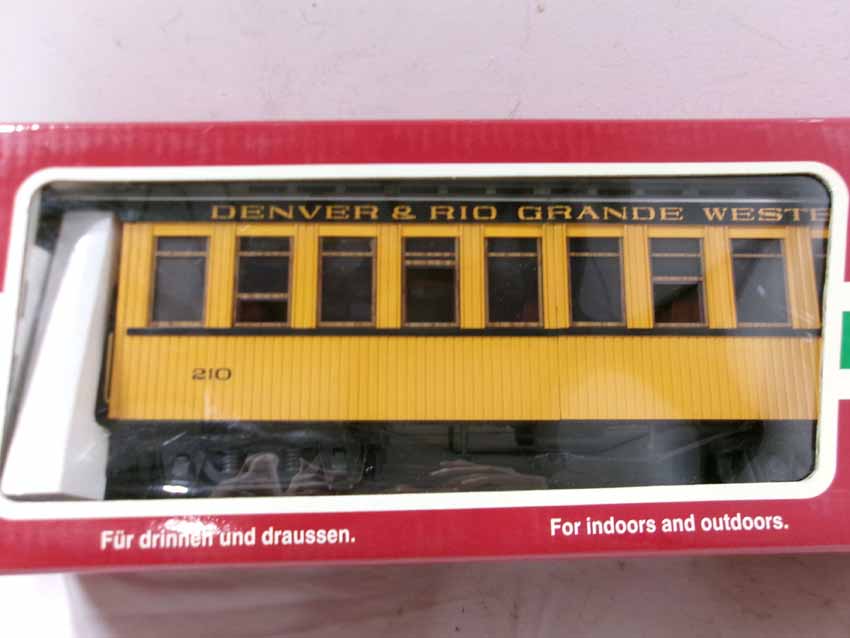 DENVER & RIO GRANDE WESTE
210
Für drinnen und draussen.
For indoors and outdoors.